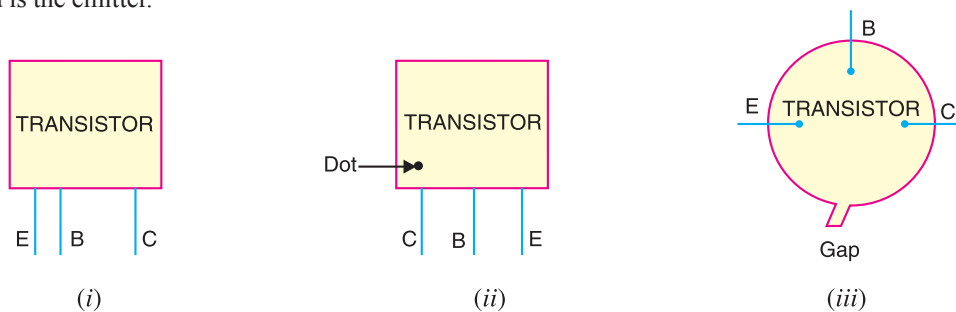 is the emitter.
B
TRANSISTOR
TRANSISTOR
E TRANSISTOR C
Dot
E B C
C B E
Gap
(i) (ii) (iii)